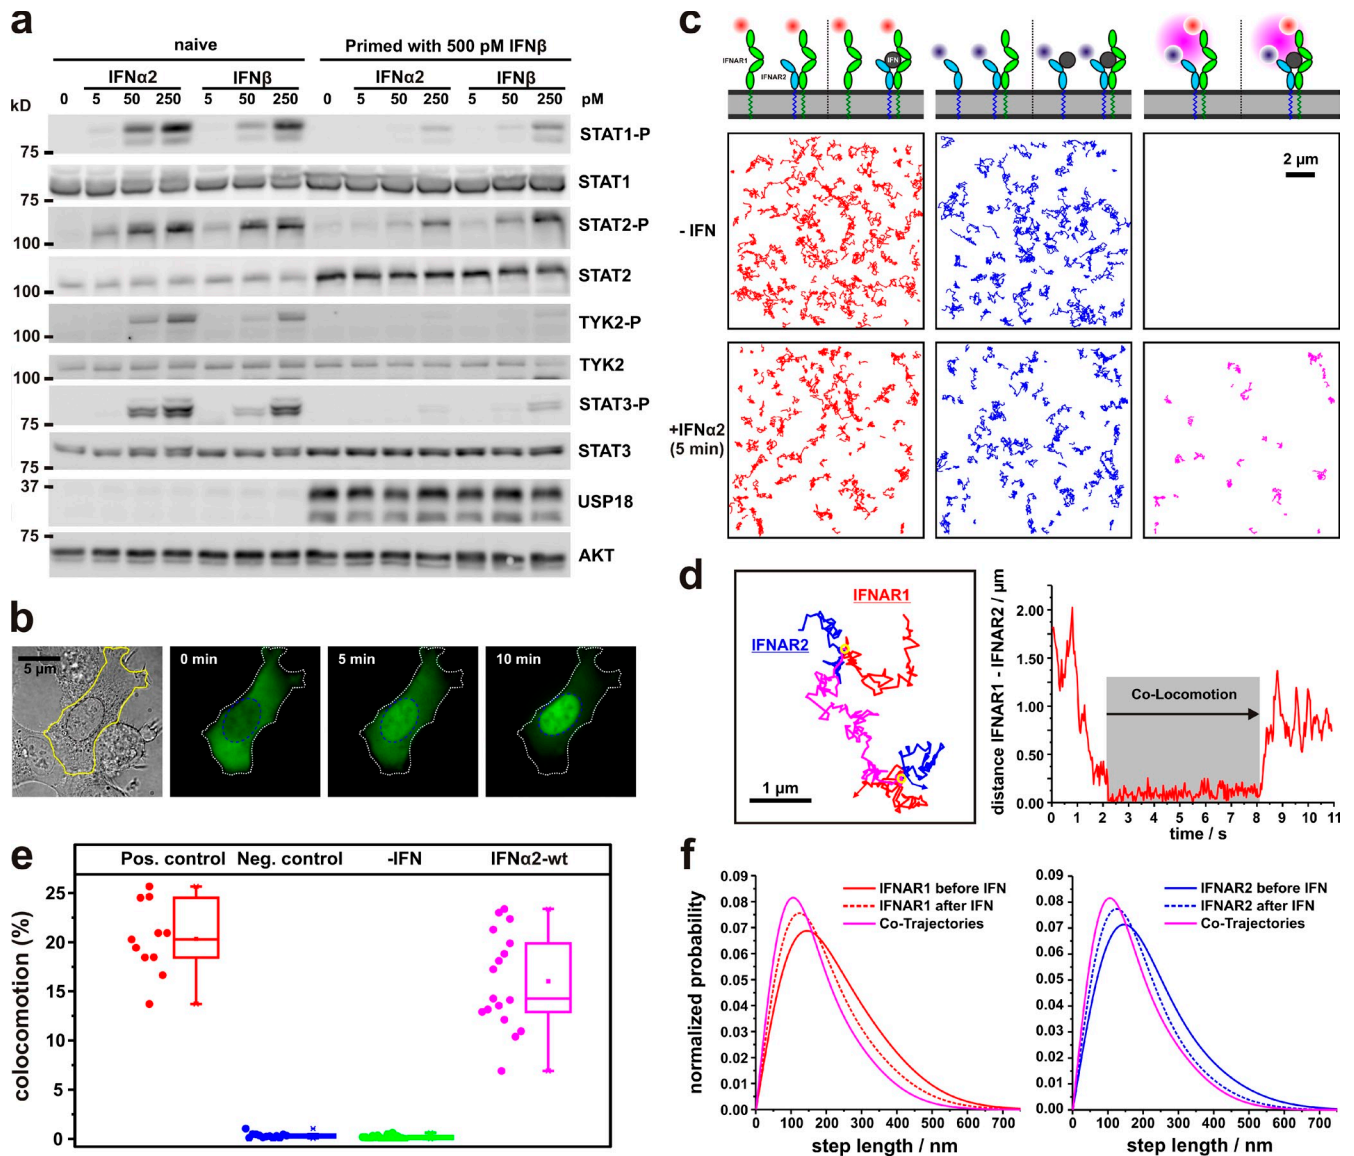 a
naive
Primed with 500 pM IFNβ
IFNα2
IFNβ
IFNα2
IFNβ
kD
0 5 50 250 5 50 250 0 5 50 250 5 50 250 pM
STAT1-P
75
STAT1
75
STAT2-P
100
STAT2
100
TYK2-P
100
TYK2
100
STAT3-P
75
STAT3
75
37
USP18
75
AKT
b
5 µm
0 min
5 min
10 min
c
IFNAR1
IFNAR2
IFN
- IFN
2 µm
+IFNα2
(5 min)
d
IFNAR1
IFNAR2
1 µm
distance IFNAR1 - IFNAR2 / µm
2.00
1.50
1.00
0.50
0.00
Co-Locomotion
0 1 2 3 4 5 6 7 8 9 10 11
time / s
e
Pos. control
Neg. control
-IFN
IFNα2-wt
colocomotion (%)
25
20
15
10
5
0
f
normalized probability
0.09
0.08
0.07
0.06
0.05
0.04
0.03
0.02
0.01
0.00
IFNAR1 before IFN
IFNAR1 after IFN
Co-Trajectories
0 100 200 300 400 500 600 700
step length / nm
0.09
0.08
0.07
0.06
0.05
0.04
0.03
0.02
0.01
0.00
IFNAR2 before IFN
IFNAR2 after IFN
Co-Trajectories
0 100 200 300 400 500 600 700
step length / nm